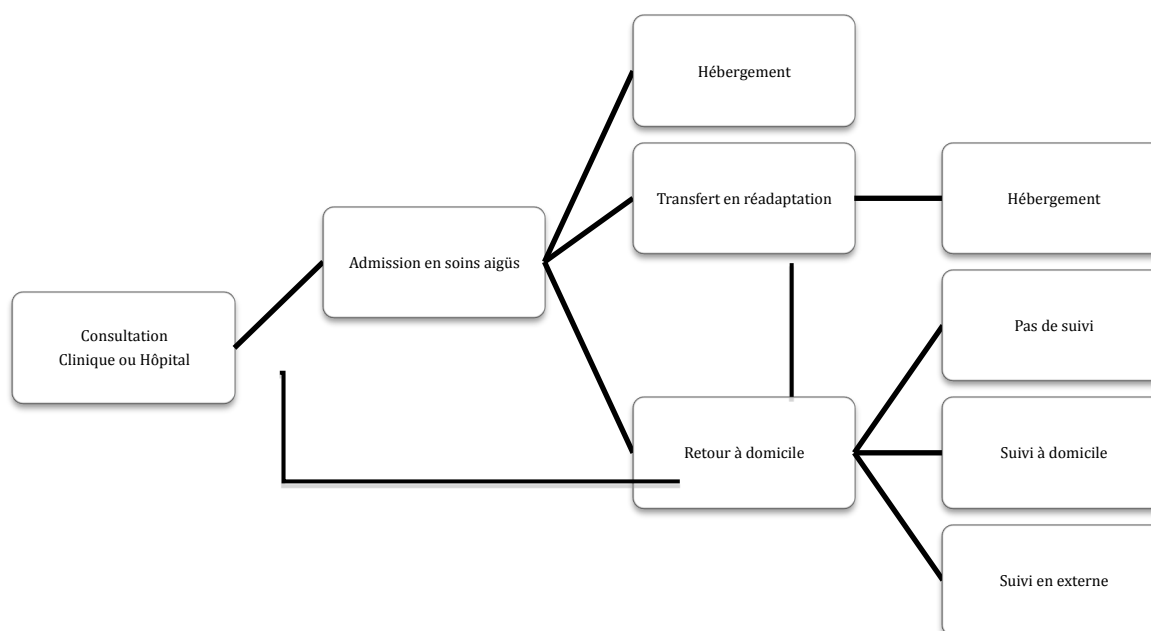 Hébergement
Transfert en réadaptation
Hébergement
Admission en soins aigüs
Consultation
Clinique ou Hôpital
Pas de suivi
Retour à domicile
Suivi à domicile
Suivi en externe